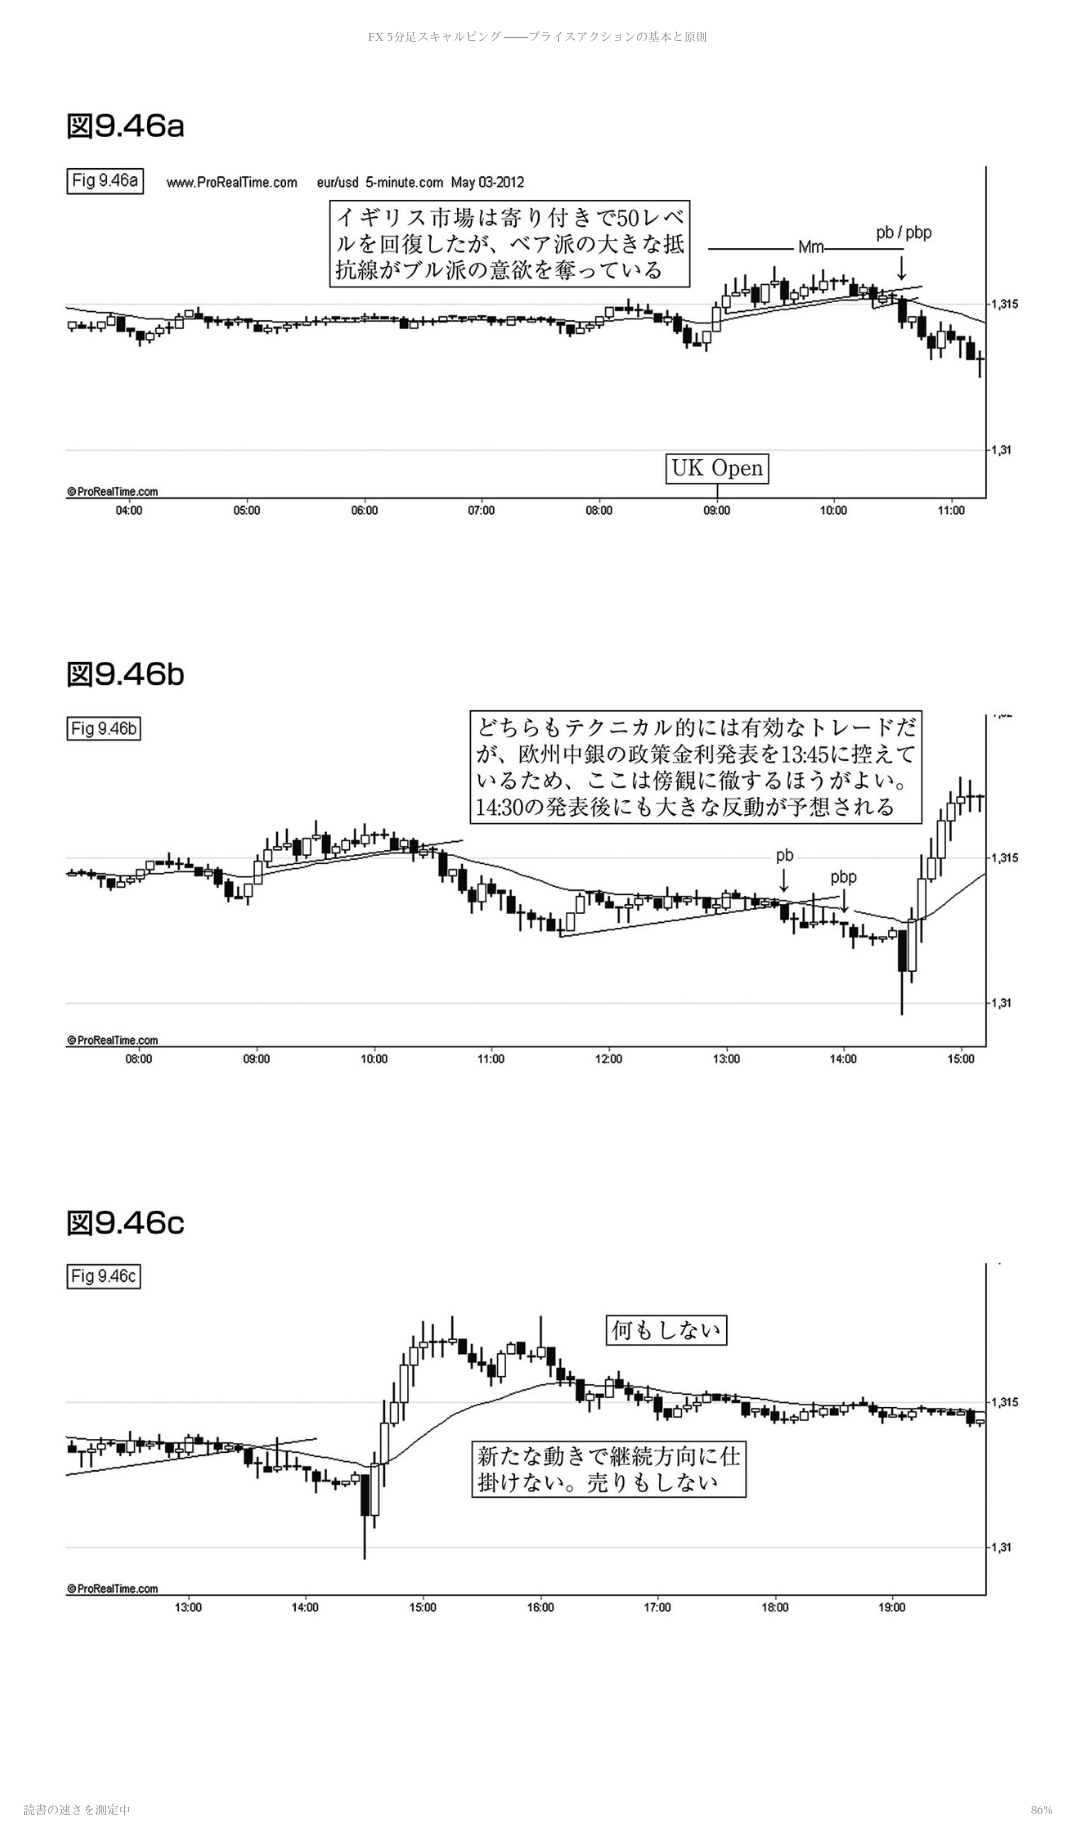 FX 5分足スキャルピング ――プライスアクションの基本と原則
図9.46a
Fig 9.46a www.ProRealTime.com eur/usd 5-minute.com May 03-2012
イギリス市場は寄り付きで50レベ
ルを回復したが、ベア派の大きな抵
抗線がブル派の意欲を奪っている
pb / pbp
Mm
1,315
1,31
UK Open
©ProRealTime.com
04:00 05:00 06:00 07:00 08:00 09:00 10:00 11:00
図9.46b
Fig 9.46b
どちらもテクニカル的には有効なトレードだ
が、欧州中銀の政策金利発表を13:45に控えて
いるため、ここは傍観に徹するほうがよい。
14:30の発表後にも大きな反動が予想される
pb
1,315
pbp
1,31
©ProRealTime.com
08:00 09:00 10:00 11:00 12:00 13:00 14:00 15:00
図9.46c
Fig 9.46c
何もしない
1,315
新たな動きで継続方向に仕
掛けない。売りもしない
1,31
©ProRealTime.com
13:00 14:00 15:00 16:00 17:00 18:00 19:00
読書の速さを測定中
86%